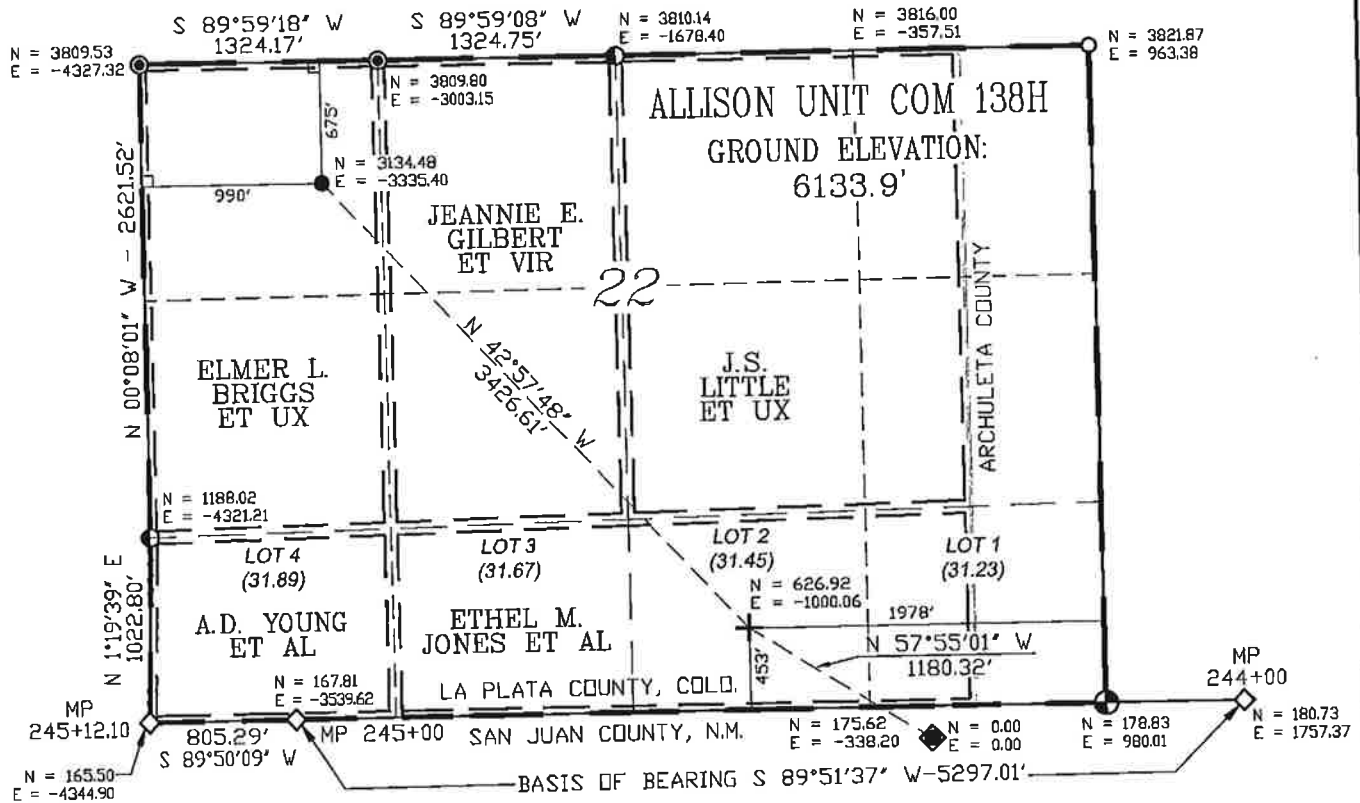 S 89°59'18" W
1324.17'
S 89°59'08" W
1324.75'
N = 3810.14
E = -1678.40
N = 3816.00
E = -357.51
N = 3821.87
E = 963.38
N = 3809.53
E = -4327.32
N = 3809.80
E = -3003.15
ALLISON UNIT COM 138H
GROUND ELEVATION:
6133.9'
675'
N = 3134.48
E = -3335.40
990'
N 00°08'01" W - 2621.52'
JEANNIE E.
GILBERT
ET VIR
22
ARCHULETA COUNTY
ELMER L.
BRIGGS
ET UX
N 42°57'48" W
3426.61'
J.S.
LITTLE
ET UX
N = 1188.02
E = -4321.21
LOT 4
(31.89)
LOT 3
(31.67)
LOT 2
(31.45)
LOT 1
(31.23)
N 1°19'39" E
1022.80'
A.D. YOUNG
ET AL
ETHEL M.
JONES ET AL
N = 626.92
E = -1000.06
1978'
N 57°55'01" W
1180.32'
453'
N = 167.81
E = -3539.62
LA PLATA COUNTY, COLO.
MP
244+00
MP
245+12.10
805.29'
S 89°50'09" W
MP 245+00
SAN JUAN COUNTY, N.M.
N = 175.62
E = -338.20
N = 0.00
E = 0.00
N = 178.83
E = 980.01
N = 180.73
E = 1757.37
N = 165.50
E = -4344.90
BASIS OF BEARING S 89°51'37" W-5297.01'